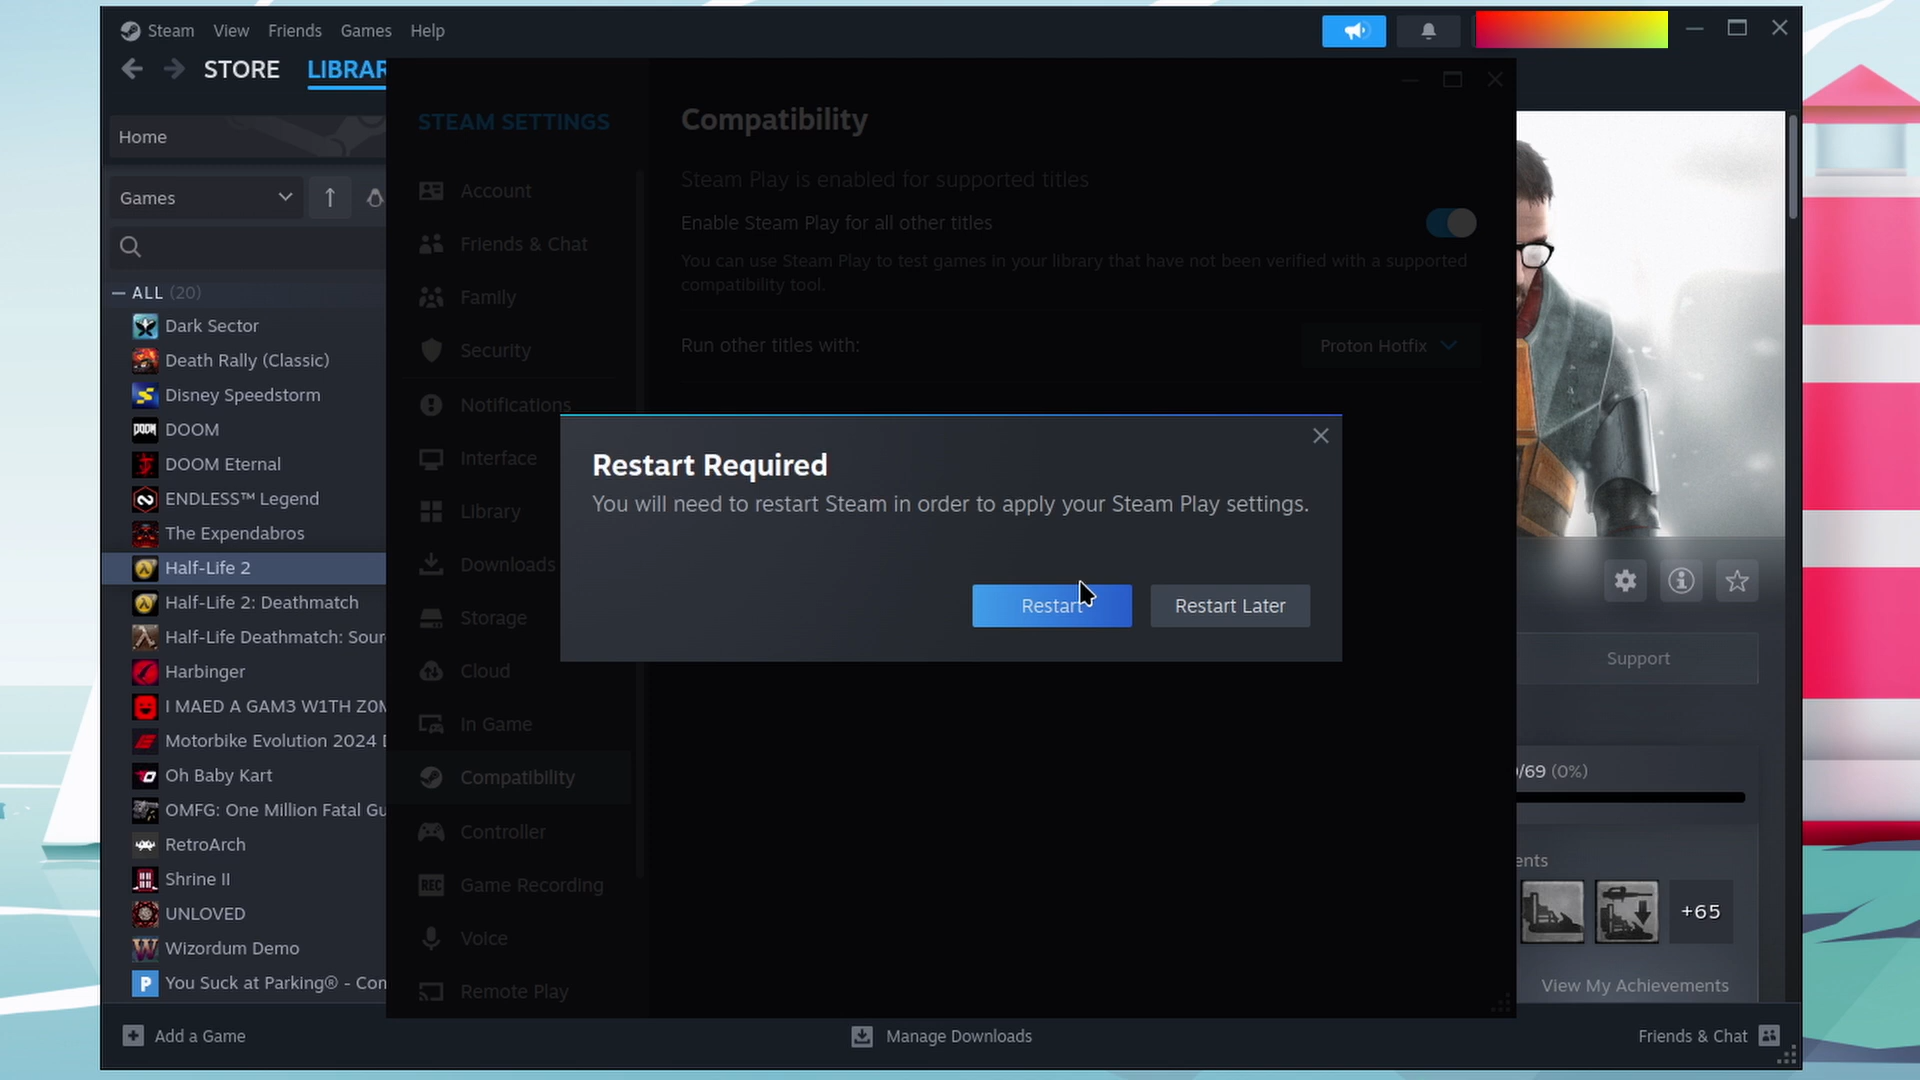 Steam View Friends Games Help
STORE LIBRAR
Home
Games
ALL (20)
Dark Sector
Death Rally (Classic)
Disney Speedstorm
DOOM
DOOM Eternal
ENDLESS™ Legend
The Expendabros
Half-Life 2
Half-Life 2: Deathmatch
Half-Life Deathmatch: Sour
Harbinger
I MAED A GAM3 W1TH Z0M
Motorbike Evolution 2024 D
Oh Baby Kart
OMFG: One Million Fatal Gu
RetroArch
Shrine II
UNLOVED
Wizordum Demo
You Suck at Parking® - Con
STEAM SETTINGS
Account
Friends & Chat
Family
Security
Notifications
Interface
Library
Downloads
Storage
Cloud
In Game
Compatibility
Controller
REC Game Recording
Voice
Remote Play
Compatibility
Steam Play is enabled for supported titles
Enable Steam Play for all other titles
You can use Steam Play to test games in your library that have not been verified with a supported
compatibility tool.
Run other titles with: Proton Hotfix
Restart Required
You will need to restart Steam in order to apply your Steam Play settings.
Restart Restart Later
Support
/69 (0%)
ents
+65
View My Achievements
Add a Game Manage Downloads Friends & Chat